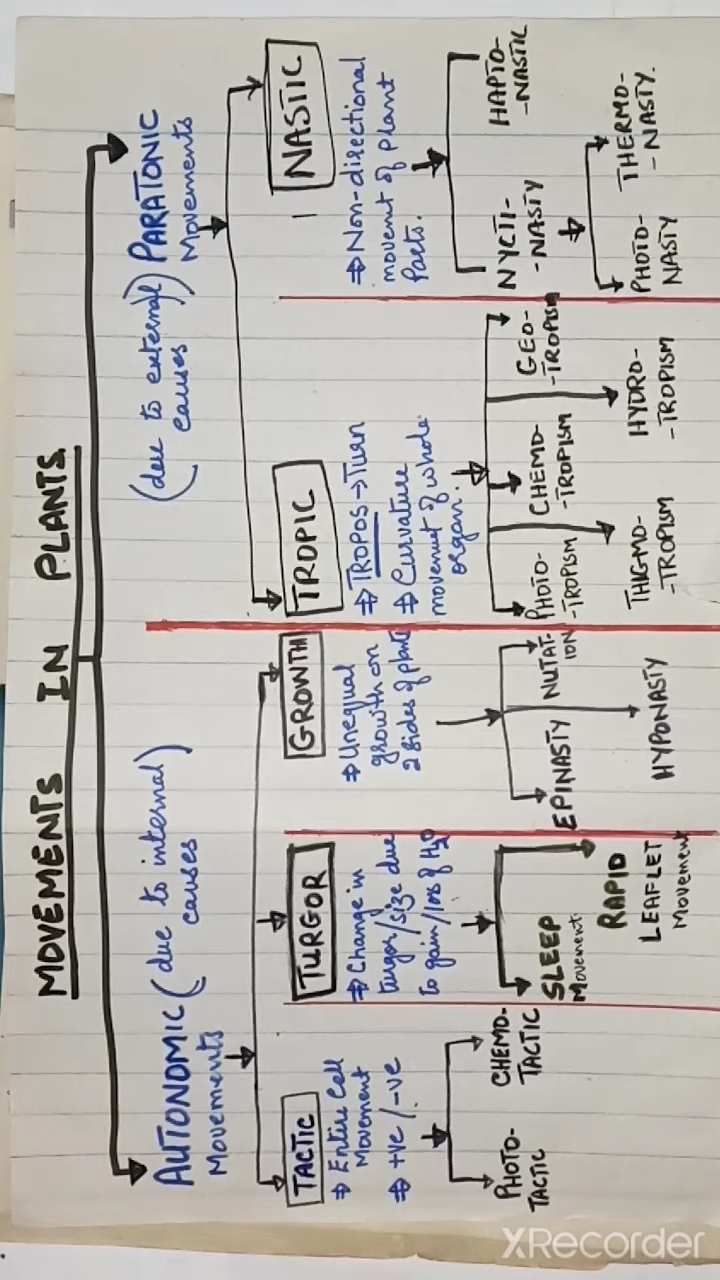 MOVEMENTS IN PLANTS
AUTONOMIC (due to internal
Movements causes)
(due to external) PARATONIC
causes Movements
TACTIC
⇒ Entire Cell
Movement
⇒ +ve/-ve
PHOTO-
TACTIC
CHEMO-
TACTIC
TURGOR
⇒ Change in
turgor/size due
to gain/loss of H2O
SLEEP
Movement
RAPID
LEAFLET
Movement
GROWTH
⇒ Unequal
growth on
2 sides of plant
EPINASTY
NUTAT-
ION
HYPONASTY
TROPIC
⇒ TROPOS → Turn
⇒ Curvature
movement of whole
organ.
PHOTO-
-TROPISM
CHEMO-
-TROPISM
GEO-
-TROPISM
THIGMO-
-TROPISM
HYDRO-
-TROPISM
NASTIC
⇒ Non-directional
movemnt of plant
Parts.
NYCTI-
-NASTY
HAPTO-
-NASTIC
PHOTO-
NASTY
THERMO-
-NASTY.
XRecorder